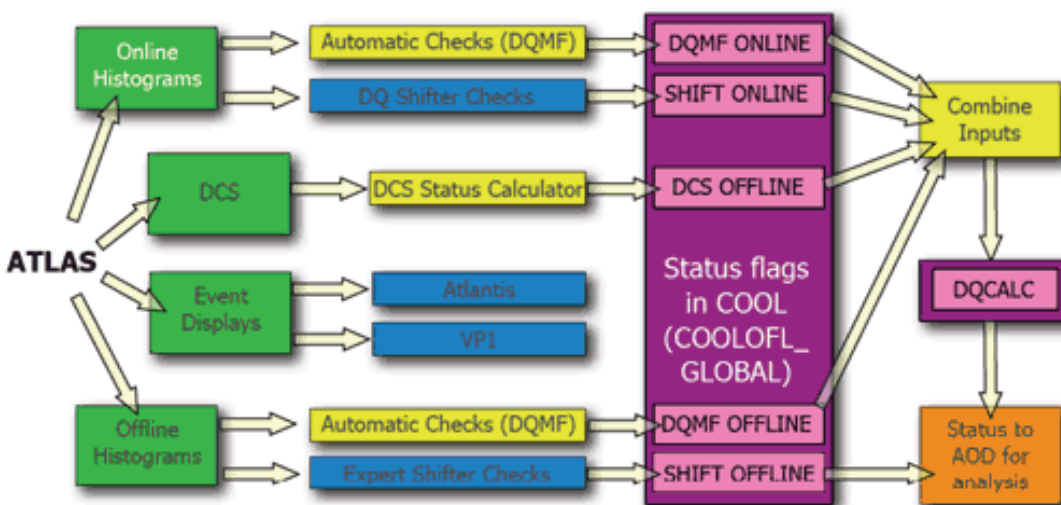 Online
Histograms
Automatic Checks (DQMF)
DQ Shifter Checks
DQMF ONLINE
SHIFT ONLINE
Combine
Inputs
DCS
DCS Status Calculator
DCS OFFLINE
ATLAS
Event
Displays
Atlantis
VP1
Status flags
in COOL
(COOLOFL_
GLOBAL)
DQCALC
Offline
Histograms
Automatic Checks (DQMF)
Expert Shifter Checks
DQMF OFFLINE
SHIFT OFFLINE
Status to
AOD for
analysis